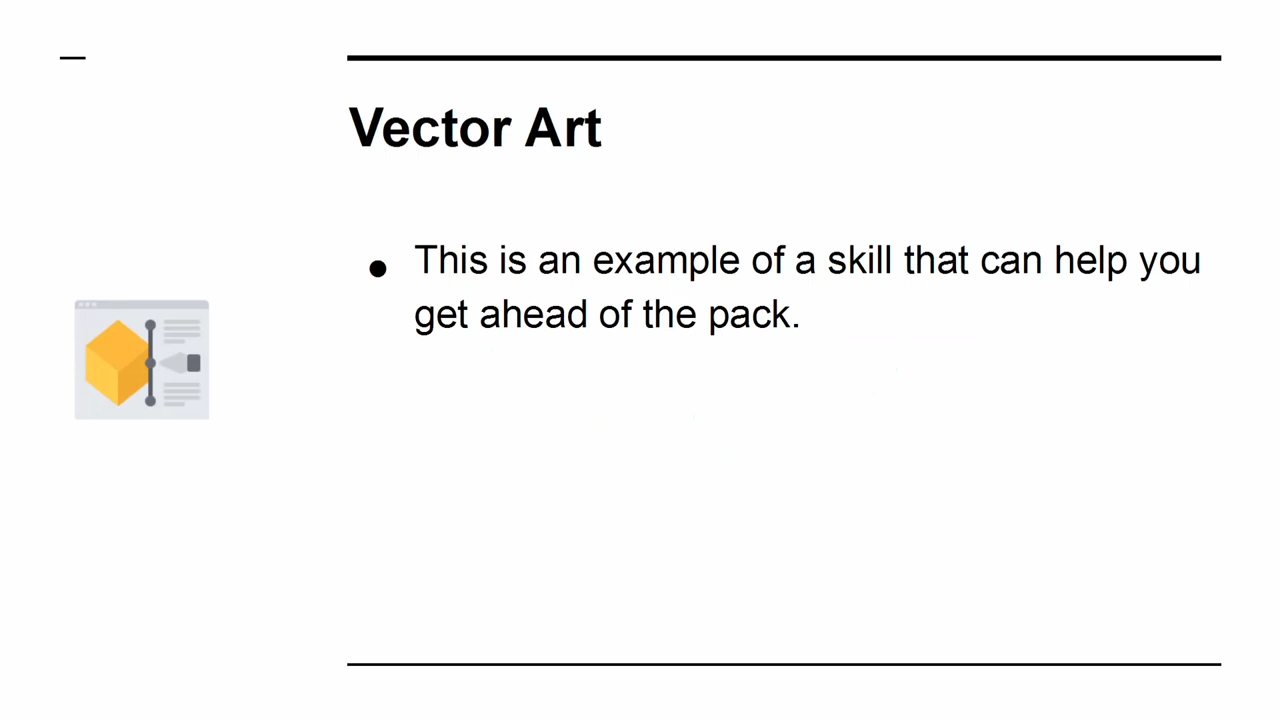 Vector Art
● This is an example of a skill that can help you
get ahead of the pack.